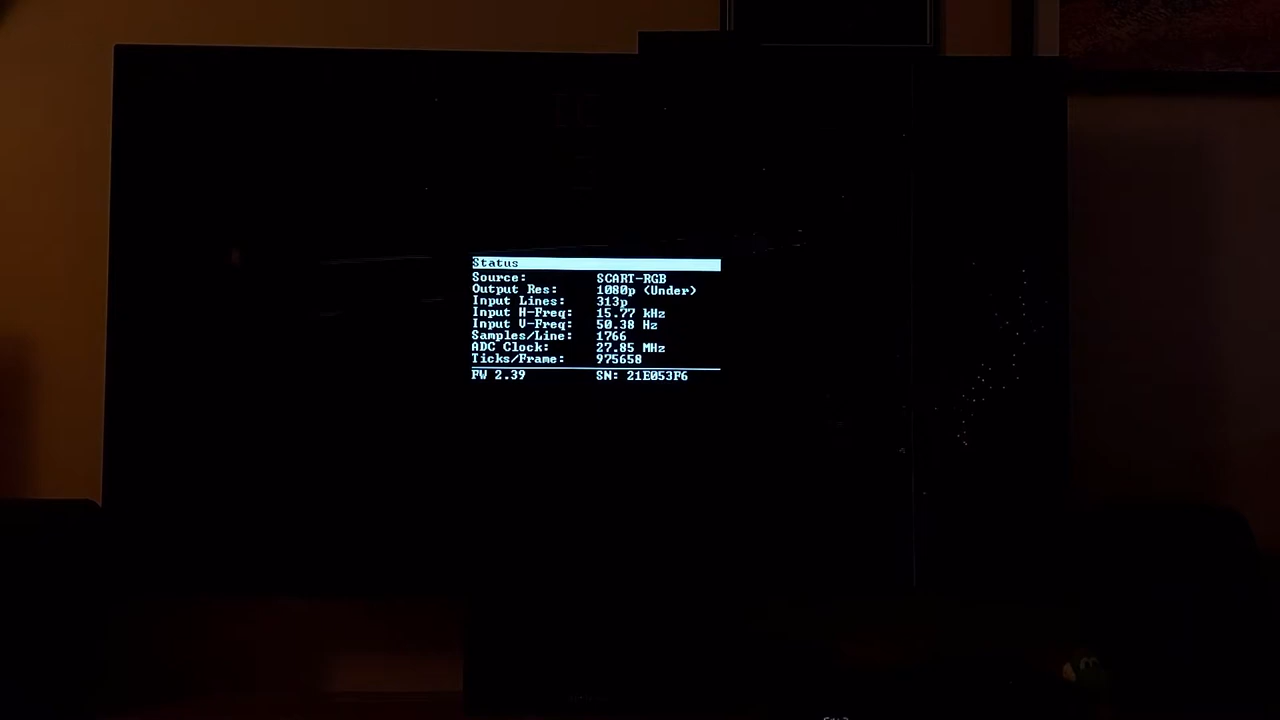 Status
Source: SCART-RGB
Output Res: 1080p (Under)
Input Lines: 313p
Input H-Freq: 15.77 kHz
Input V-Freq: 50.38 Hz
Samples/Line: 1766
ADC Clock: 27.85 MHz
Ticks/Frame: 975658
FW 2.39 SN: 21E053F6